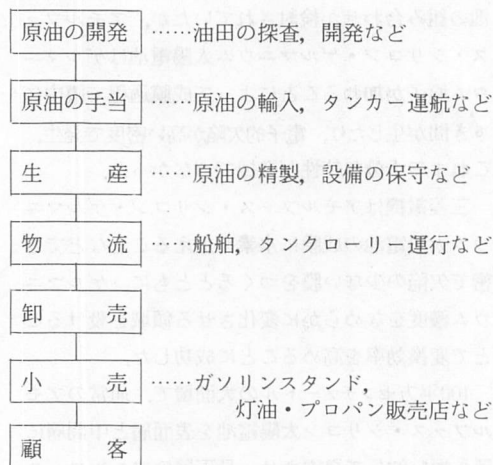 原油の開発 ……油田の探査，開発など
原油の手当 ……原油の輸入，タンカー運航など
生産 ……原油の精製，設備の保守など
物流 ……船舶，タンクローリー運行など
卸売
小売 ……ガソリンスタンド，
灯油・プロパン販売店など
顧客